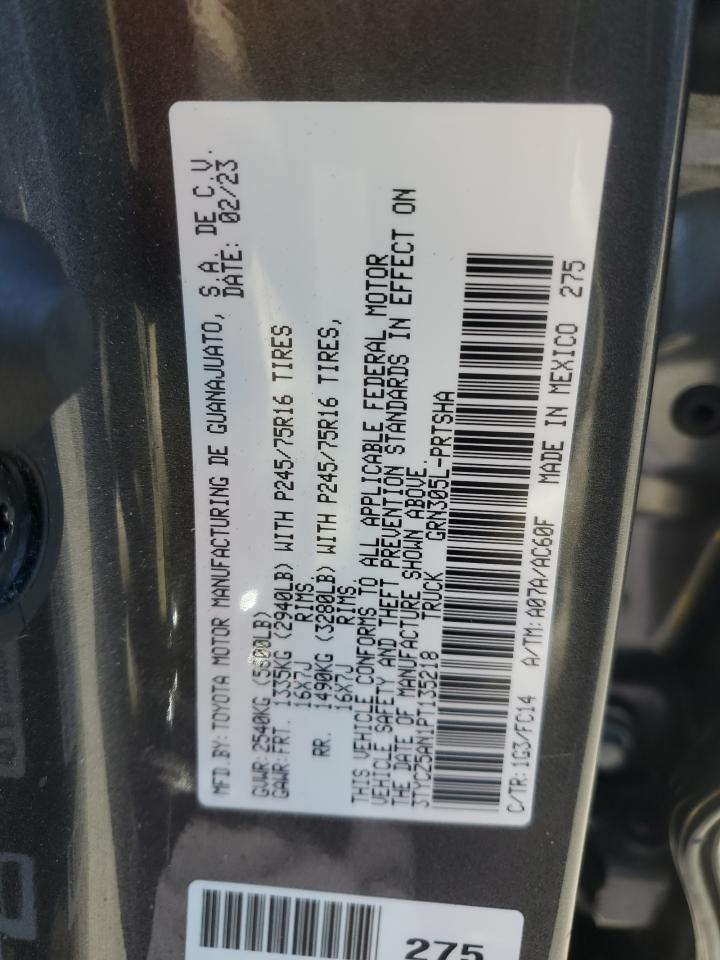 MFD.BY: TOYOTA MOTOR MANUFACTURING DE GUANAJUATO, S.A. DE C.V.
DATE: 02/23
GVWR: 2540KG (5600LB)
GAWR: FRT. 1335KG (2940LB) WITH P245/75R16 TIRES
16X7J RIMS
RR. 1490KG (3280LB) WITH P245/75R16 TIRES,
16X7J RIMS
THIS VEHICLE CONFORMS TO ALL APPLICABLE FEDERAL MOTOR
VEHICLE SAFETY AND THEFT PREVENTION STANDARDS IN EFFECT ON
THE DATE OF MANUFACTURE SHOWN ABOVE.
3TYCZ5AN1PT135218 TRUCK GRN305L-PRTSHA
C/TR: 1G3/FC14 A/TM: A07A/AC60F MADE IN MEXICO 275
275